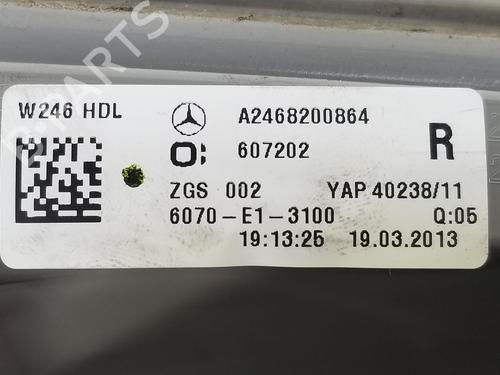 W246 HDL A2468200864
O: 607202 R
ZGS 002 YAP 40238/11
6070-E1-3100 Q:05
19:13:25 19.03.2013
B-PARTS